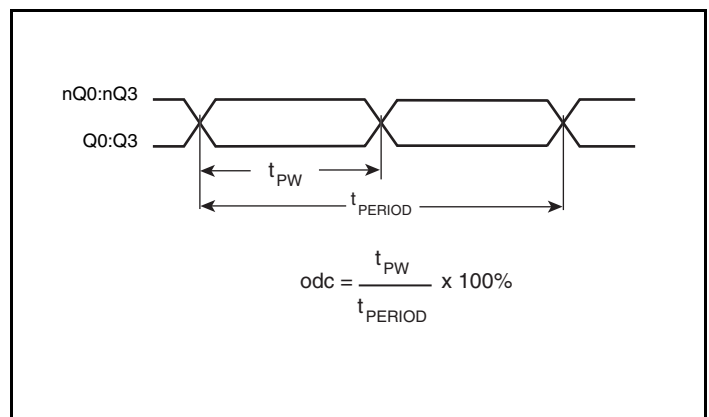 nQ0:nQ3
Q0:Q3
tPW
tPERIOD
odc = tPW / tPERIOD x 100%